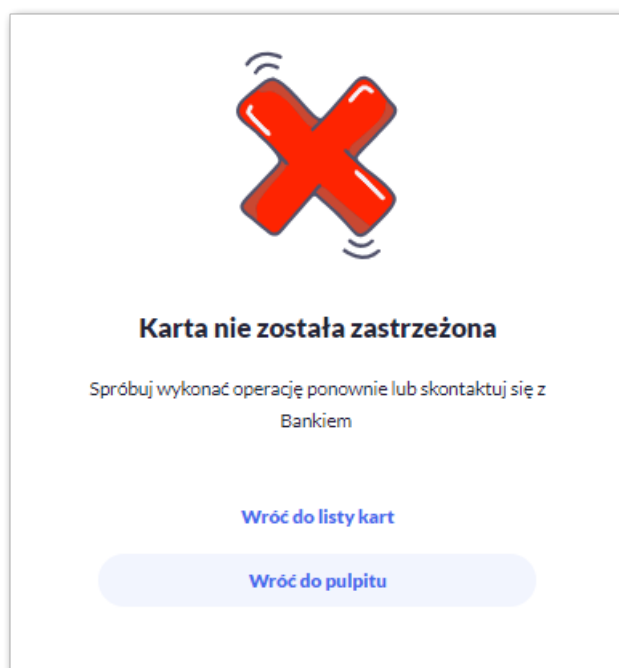 Karta nie została zastrzeżona
Spróbuj wykonać operację ponownie lub skontaktuj się z
Bankiem
Wróć do listy kart
Wróć do pulpitu